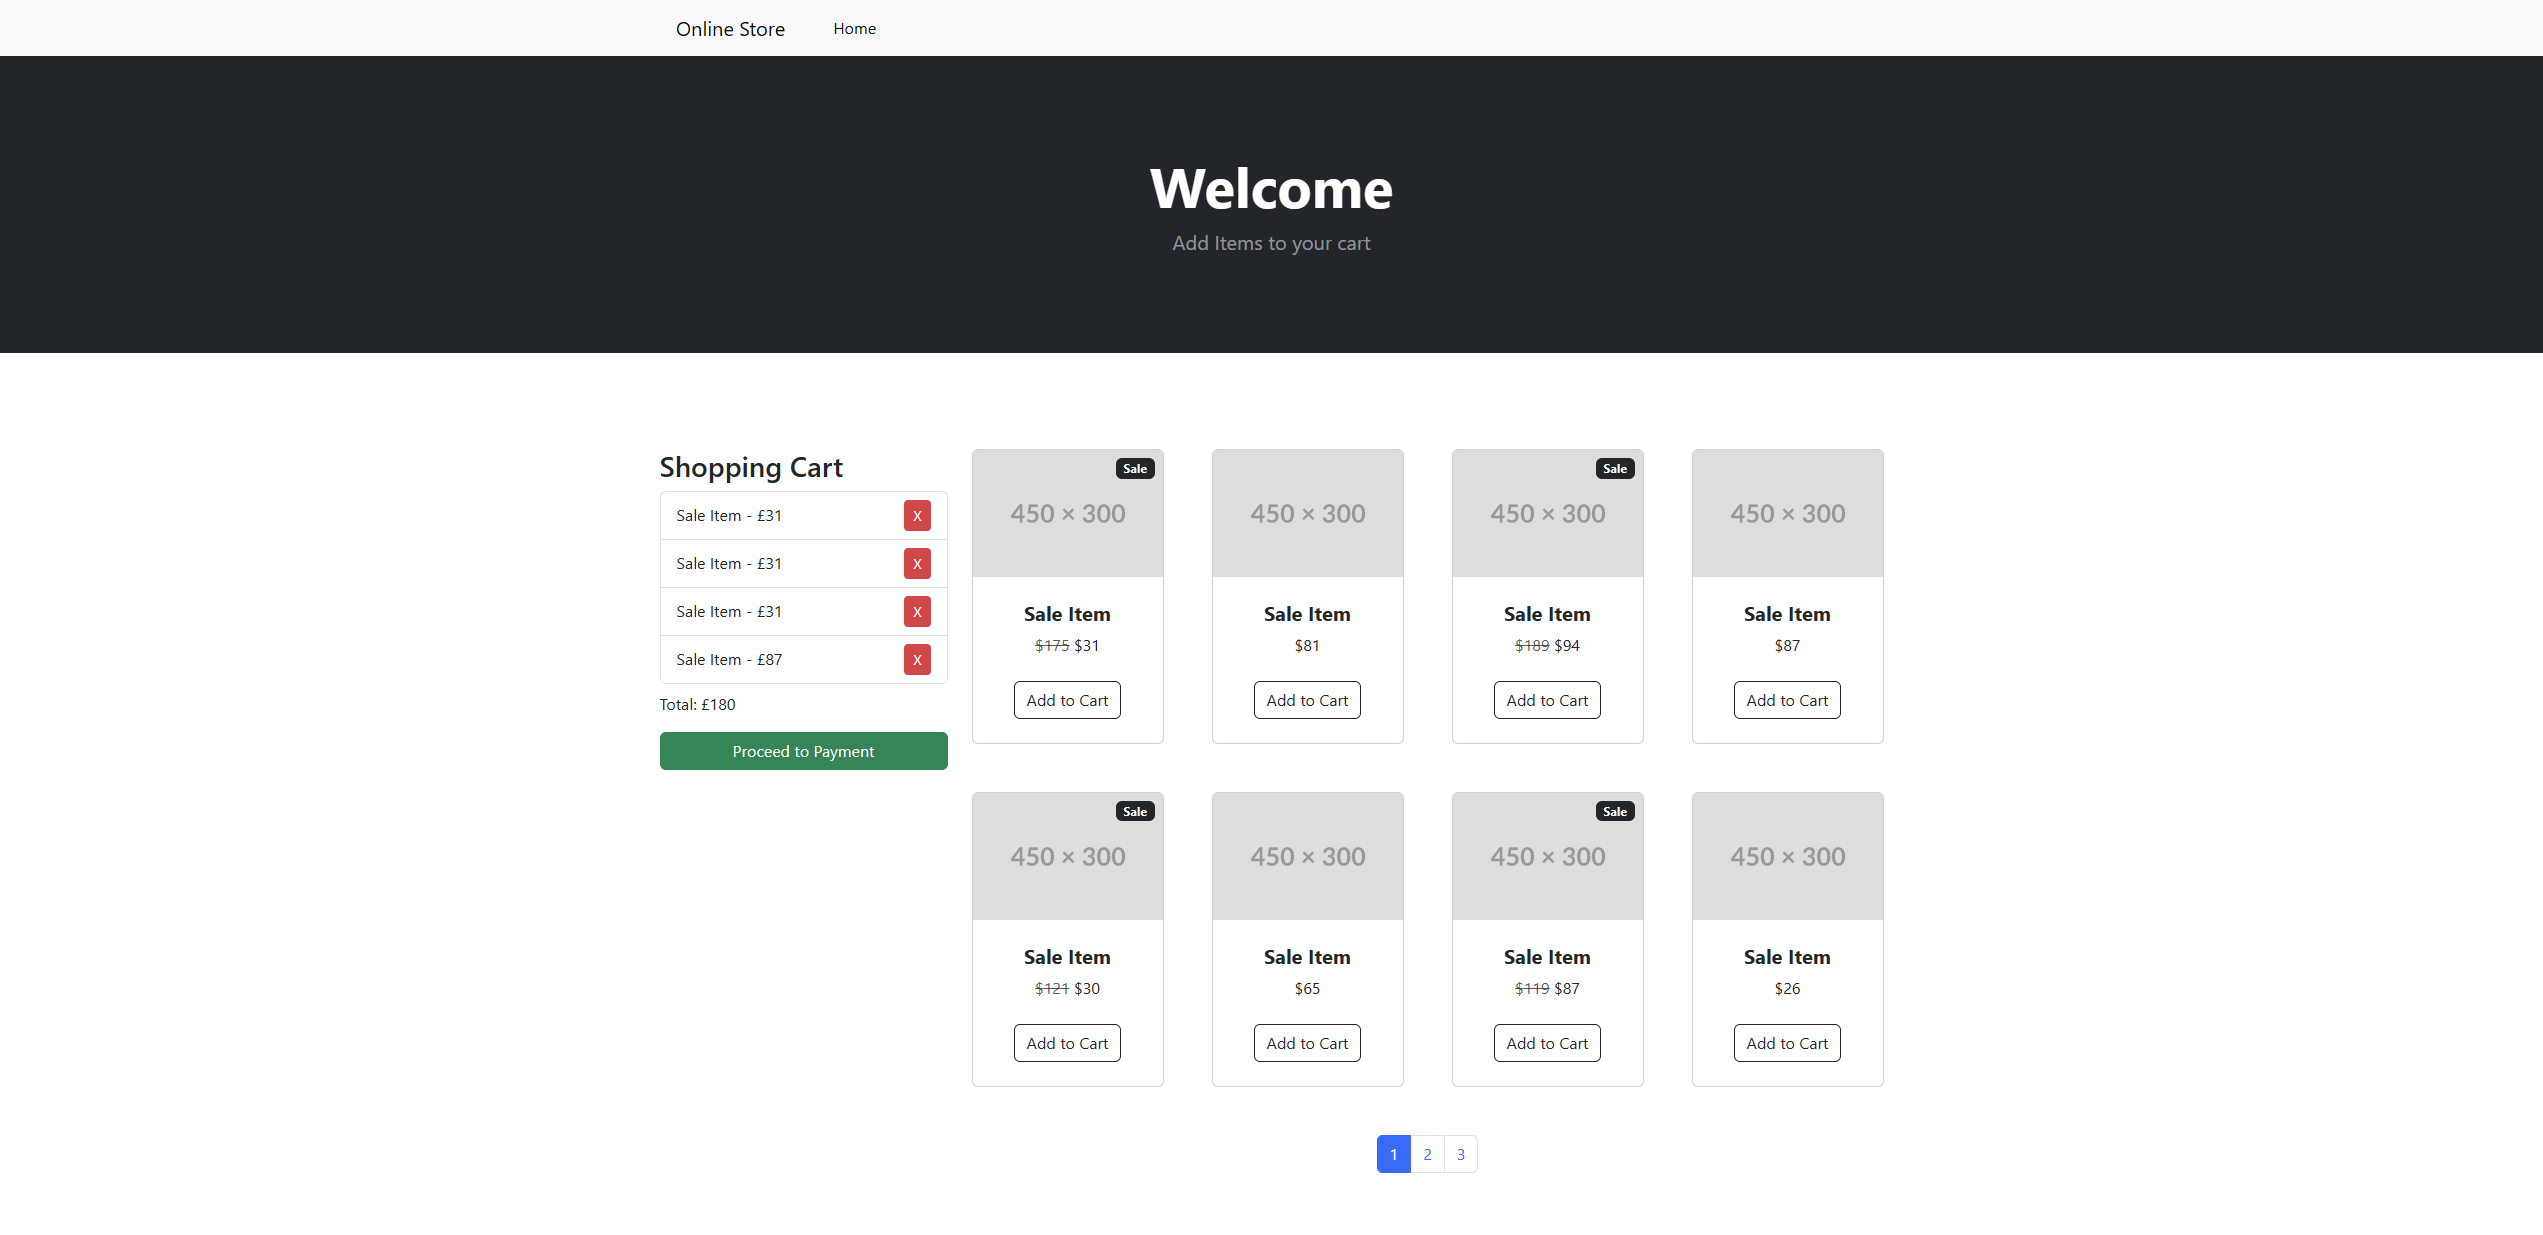 Online Store Home
Welcome
Add Items to your cart
Shopping Cart
Sale Item - £31 X
Sale Item - £31 X
Sale Item - £31 X
Sale Item - £87 X
Total: £180
Proceed to Payment
Sale
450 × 300
Sale Item
$175 $31
Add to Cart
450 × 300
Sale Item
$81
Add to Cart
Sale
450 × 300
Sale Item
$189 $94
Add to Cart
450 × 300
Sale Item
$87
Add to Cart
Sale
450 × 300
Sale Item
$121 $30
Add to Cart
450 × 300
Sale Item
$65
Add to Cart
Sale
450 × 300
Sale Item
$119 $87
Add to Cart
450 × 300
Sale Item
$26
Add to Cart
1 2 3